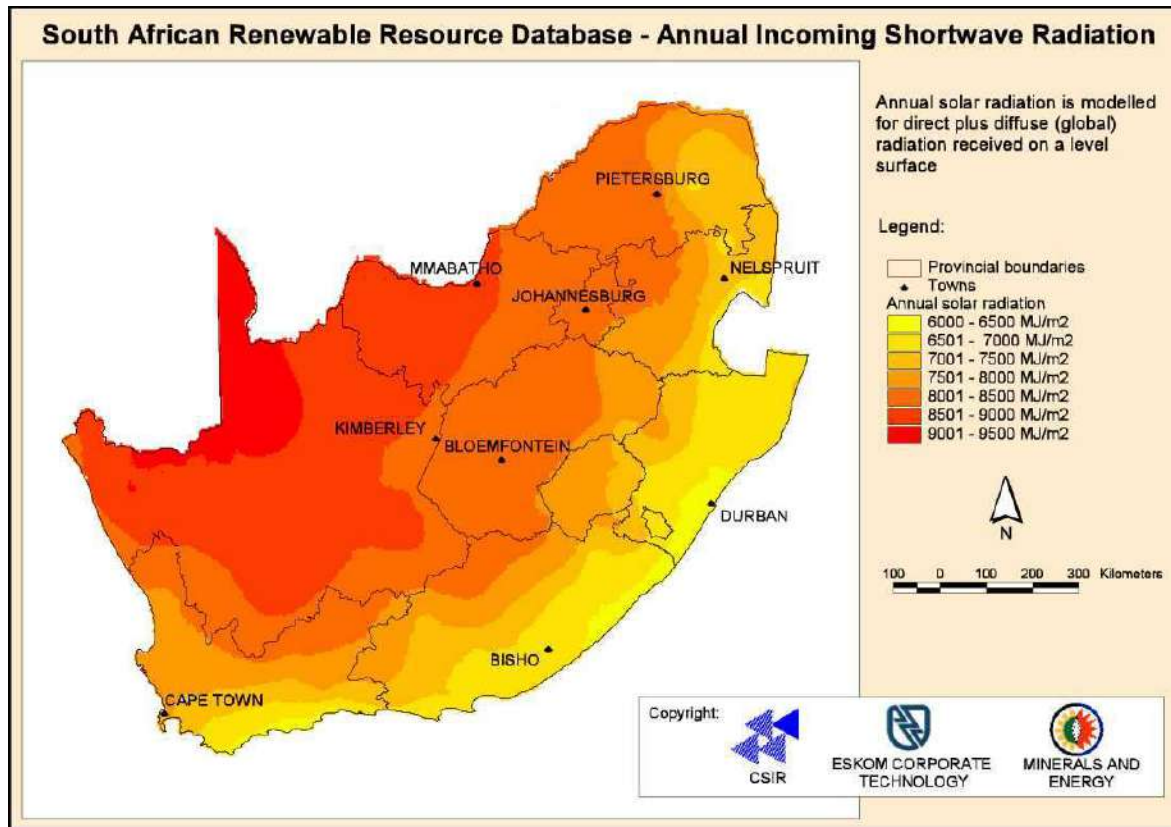 South African Renewable Resource Database - Annual Incoming Shortwave Radiation
Annual solar radiation is modelled
for direct plus diffuse (global)
radiation received on a level
surface
PIETERSBURG
MMABATHO
NELSPRUIT
JOHANNESBURG
KIMBERLEY
BLOEMFONTEIN
DURBAN
BISHO
CAPE TOWN
Legend:
Provincial boundaries
Towns
Annual solar radiation
6000 - 6500 MJ/m2
6501 - 7000 MJ/m2
7001 - 7500 MJ/m2
7501 - 8000 MJ/m2
8001 - 8500 MJ/m2
8501 - 9000 MJ/m2
9001 - 9500 MJ/m2
N
100 0 100 200 300 Kilometers
Copyright:
CSIR
ESKOM CORPORATE
TECHNOLOGY
MINERALS AND
ENERGY